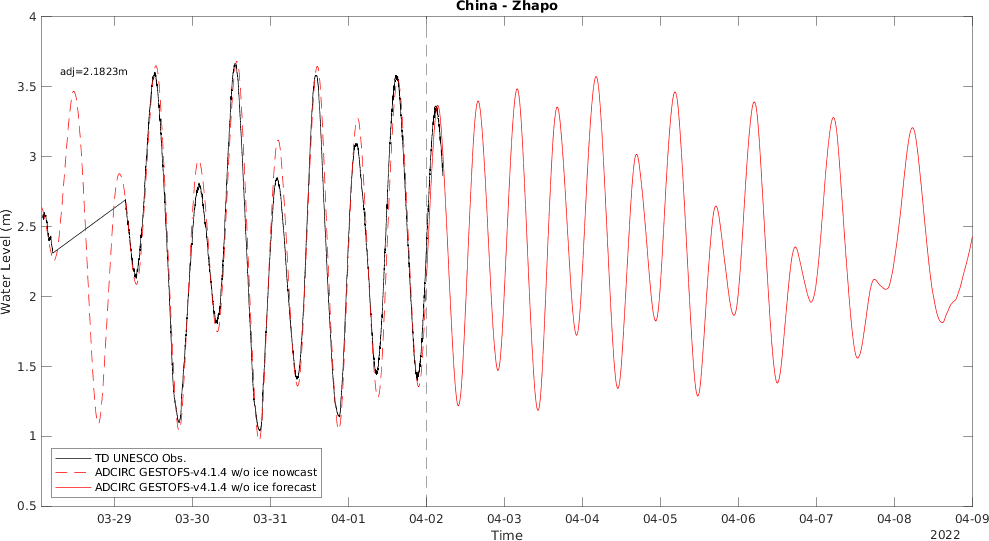 China - Zhapo
adj=2.1823m
4
3.5
3
2.5
2
1.5
1
0.5
Water Level (m)
TD UNESCO Obs.
ADCIRC GESTOFS-v4.1.4 w/o ice nowcast
ADCIRC GESTOFS-v4.1.4 w/o ice forecast
03-29 03-30 03-31 04-01 04-02 04-03 04-04 04-05 04-06 04-07 04-08 04-09
Time
2022